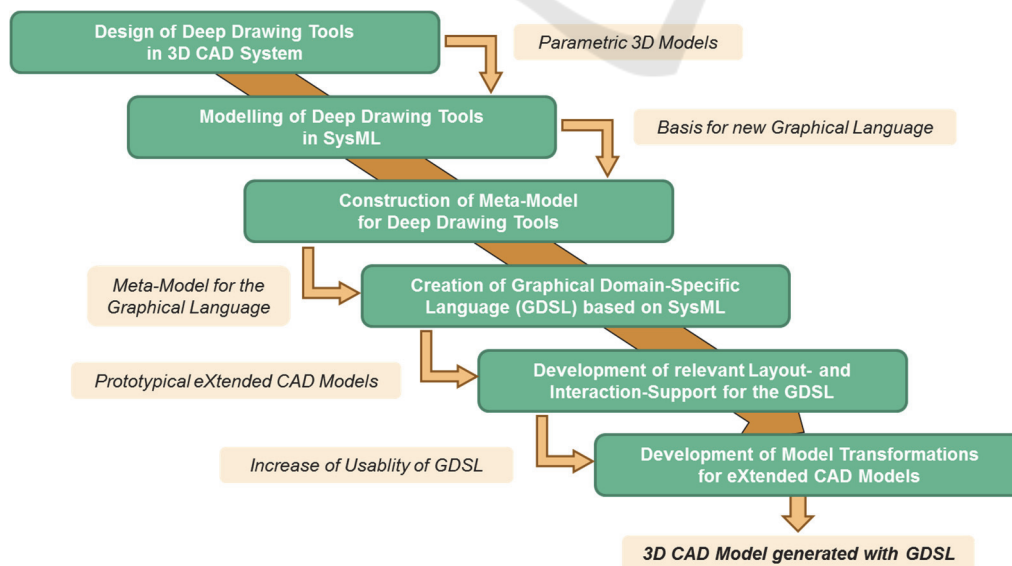 Design of Deep Drawing Tools
in 3D CAD System
Parametric 3D Models
Modelling of Deep Drawing Tools
in SysML
Basis for new Graphical Language
Construction of Meta-Model
for Deep Drawing Tools
Meta-Model for the
Graphical Language
Creation of Graphical Domain-Specific
Language (GDSL) based on SysML
Prototypical eXtended CAD Models
Development of relevant Layout- and
Interaction-Support for the GDSL
Increase of Usablity of GDSL
Development of Model Transformations
for eXtended CAD Models
3D CAD Model generated with GDSL